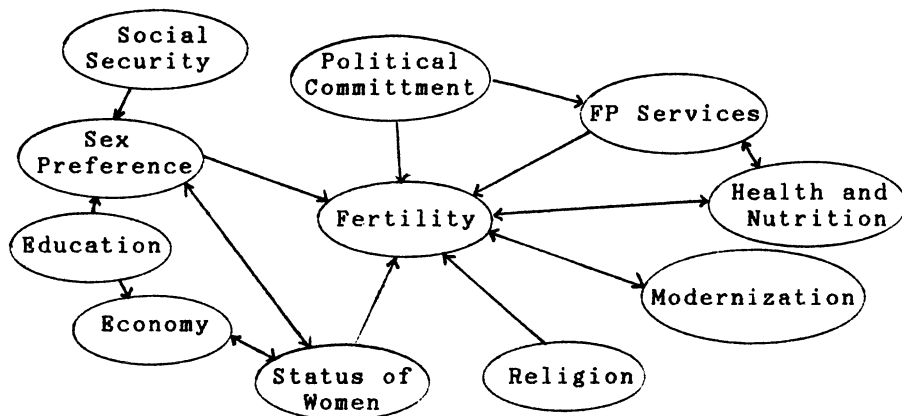 Social
Security
Political
Committment
FP Services
Sex
Preference
Health and
Nutrition
Fertility
Education
Modernization
Economy
Status of
Women
Religion